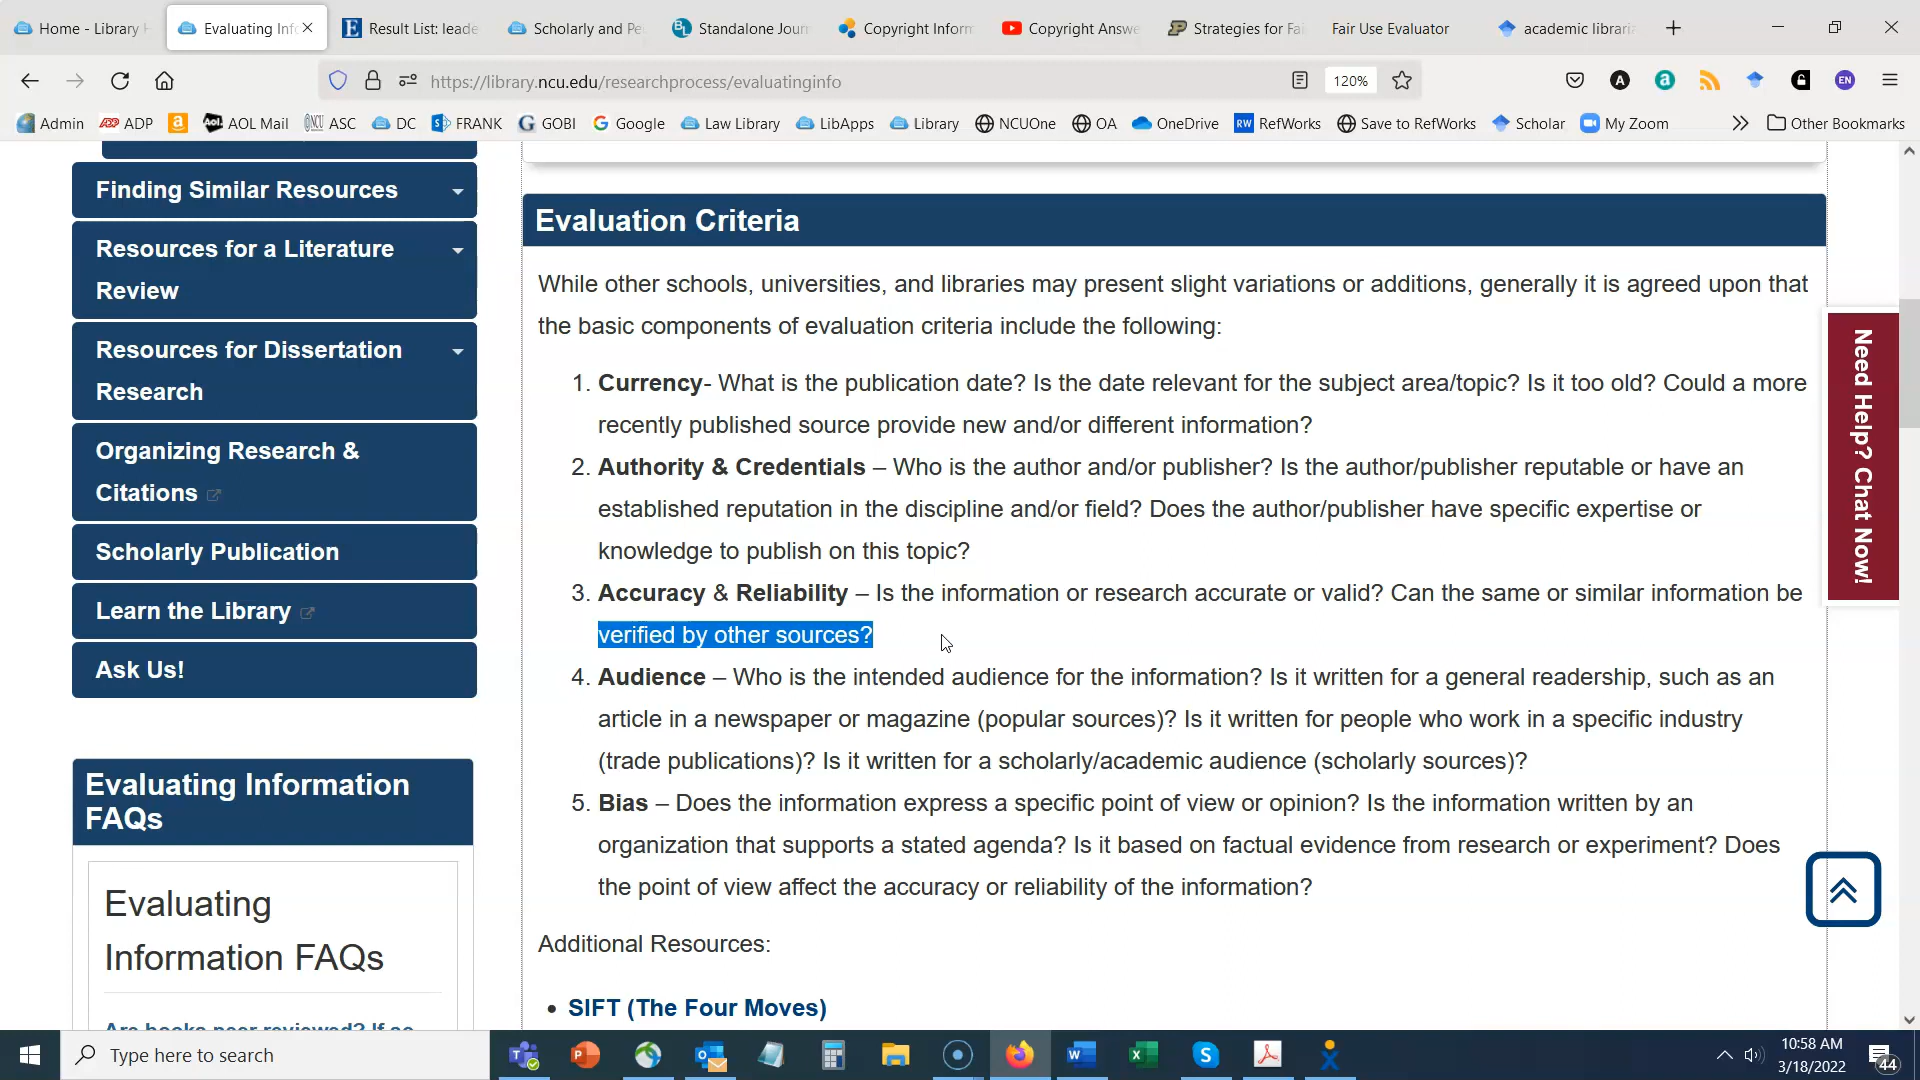 Home - Library
Evaluating Info
Result List: leade
Scholarly and Pe
Standalone Jour
Copyright Inform
Copyright Answe
Strategies for Fai
Fair Use Evaluator
academic librari
https://library.ncu.edu/researchprocess/evaluatinginfo
120%
A
a
EN
Admin
ADP
AOL Mail
ASC
DC
FRANK
GOBI
Google
Law Library
LibApps
Library
NCUOne
OA
OneDrive
RefWorks
Save to RefWorks
Scholar
My Zoom
Other Bookmarks
Finding Similar Resources
Resources for a Literature
Review
Resources for Dissertation
Research
Organizing Research &
Citations
Scholarly Publication
Learn the Library
Ask Us!
Evaluating Information
FAQs
Evaluating
Information FAQs
Are books peer reviewed? If so
Evaluation Criteria
While other schools, universities, and libraries may present slight variations or additions, generally it is agreed upon that
the basic components of evaluation criteria include the following:
1. Currency- What is the publication date? Is the date relevant for the subject area/topic? Is it too old? Could a more
recently published source provide new and/or different information?
2. Authority & Credentials – Who is the author and/or publisher? Is the author/publisher reputable or have an
established reputation in the discipline and/or field? Does the author/publisher have specific expertise or
knowledge to publish on this topic?
3. Accuracy & Reliability – Is the information or research accurate or valid? Can the same or similar information be
verified by other sources?
4. Audience – Who is the intended audience for the information? Is it written for a general readership, such as an
article in a newspaper or magazine (popular sources)? Is it written for people who work in a specific industry
(trade publications)? Is it written for a scholarly/academic audience (scholarly sources)?
5. Bias – Does the information express a specific point of view or opinion? Is the information written by an
organization that supports a stated agenda? Is it based on factual evidence from research or experiment? Does
the point of view affect the accuracy or reliability of the information?
Additional Resources:
• SIFT (The Four Moves)
Need Help? Chat Now!
Type here to search
10:58 AM
3/18/2022
44